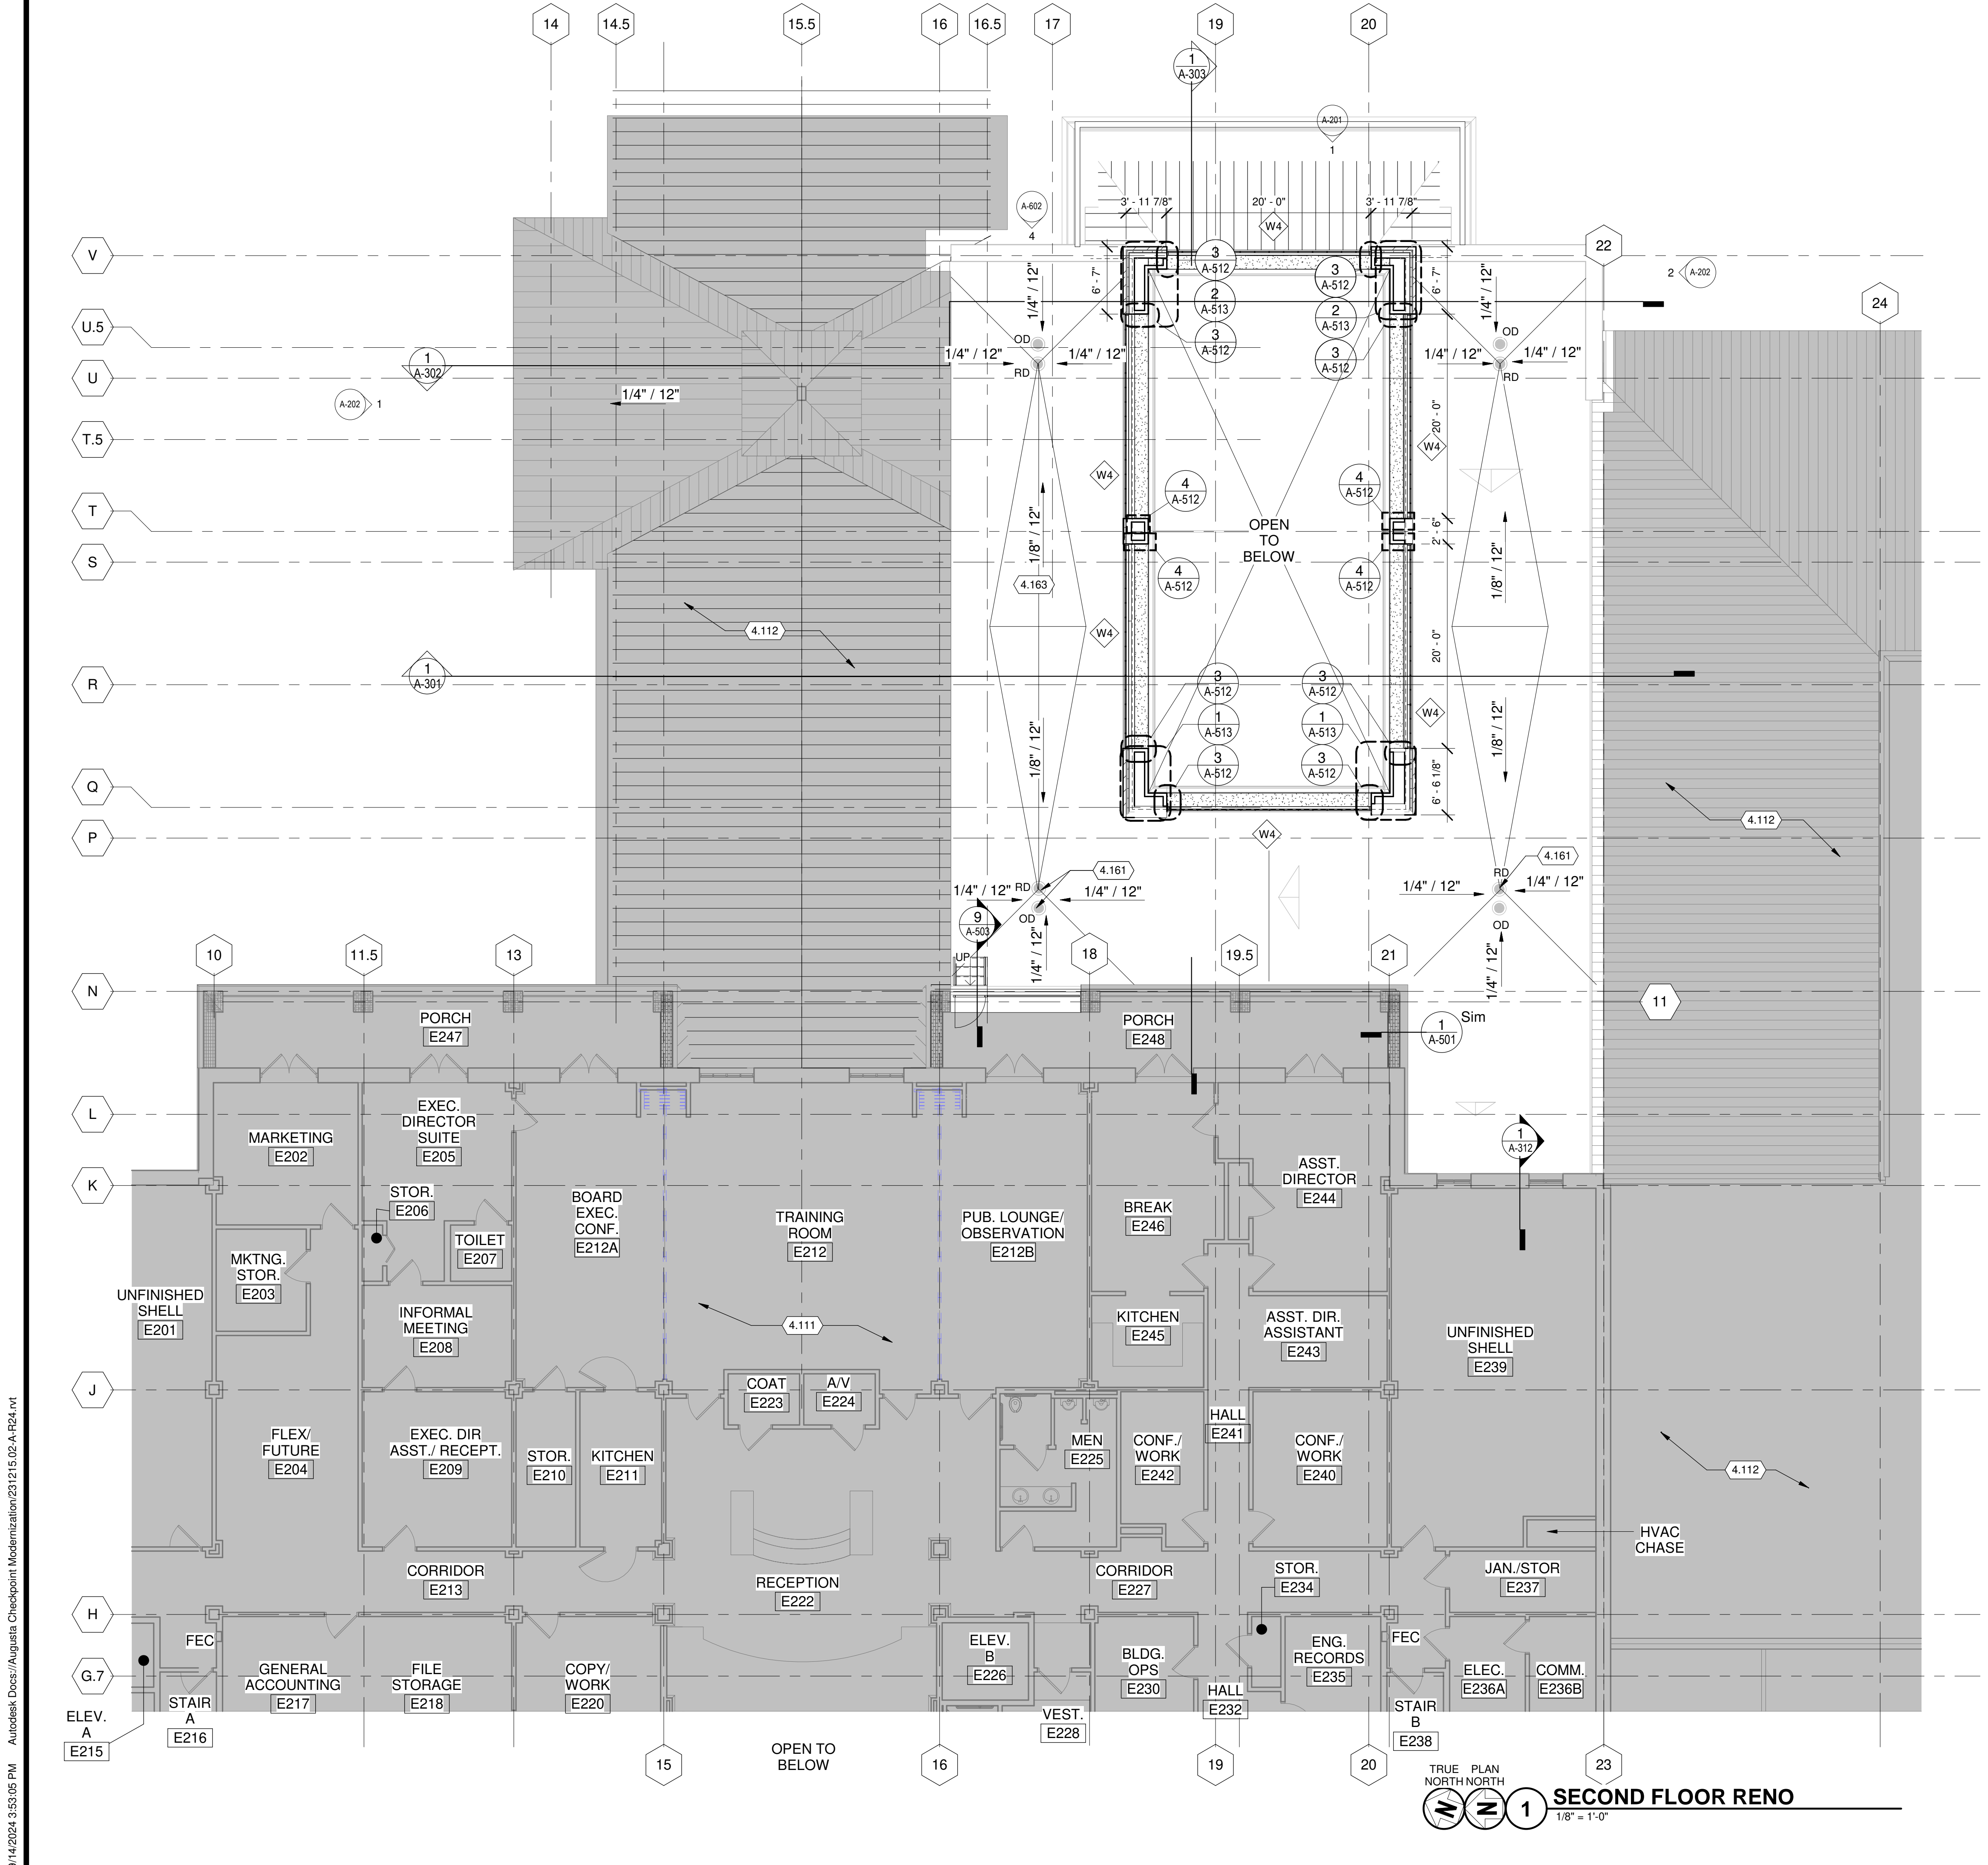 14
14.5
15.5
16
16.5
17
19
20
1
A-303
A-201
1
A-602
4
3' - 11 7/8"
20' - 0"
3' - 11 7/8"
W4
V
22
2
A-202
24
U.5
U
T.5
T
S
R
Q
P
6' - 7"
3
A-512
2
A-513
3
A-512
3
A-512
2
A-513
3
A-512
6' - 7"
1/4" / 12"
OD
1/4" / 12"
1/4" / 12"
RD
1/4" / 12"
OD
1/4" / 12"
1/4" / 12"
RD
1
A-302
A-202
1
1/4" / 12"
20' - 0"
W4
W4
4
A-512
4
A-512
OPEN
TO
BELOW
2' - 6"
1/8" / 12"
1/8" / 12"
4.163
4
A-512
4
A-512
4.112
W4
20' - 0"
1
A-301
3
A-512
3
A-512
1
A-513
1
A-513
3
A-512
3
A-512
W4
1/8" / 12"
1/8" / 12"
6' - 6 1/8"
4.112
W4
4.161
4.161
1/4" / 12"
RD
1/4" / 12"
OD
1/4" / 12"
RD
1/4" / 12"
1/4" / 12"
OD
1/4" / 12"
9
A-503
UP
10
11.5
13
18
19.5
21
N
11
PORCH
E247
PORCH
E248
1
A-501
Sim
L
K
J
H
G.7
MARKETING
E202
EXEC.
DIRECTOR
SUITE
E205
STOR.
E206
TOILET
E207
MKTNG.
STOR.
E203
UNFINISHED
SHELL
E201
INFORMAL
MEETING
E208
BOARD
EXEC.
CONF.
E212A
TRAINING
ROOM
E212
PUB. LOUNGE/
OBSERVATION
E212B
BREAK
E246
ASST.
DIRECTOR
E244
1
A-312
4.111
KITCHEN
E245
ASST. DIR.
ASSISTANT
E243
UNFINISHED
SHELL
E239
COAT
E223
A/V
E224
FLEX/
FUTURE
E204
EXEC. DIR
ASST./ RECEPT.
E209
STOR.
E210
KITCHEN
E211
MEN
E225
CONF./
WORK
E242
HALL
E241
CONF./
WORK
E240
4.112
HVAC
CHASE
CORRIDOR
E213
RECEPTION
E222
CORRIDOR
E227
STOR.
E234
JAN./STOR
E237
FEC
GENERAL
ACCOUNTING
E217
FILE
STORAGE
E218
COPY/
WORK
E220
ELEV.
B
E226
BLDG.
OPS
E230
HALL
E232
ENG.
RECORDS
E235
FEC
ELEC.
E236A
COMM.
E236B
ELEV.
A
E215
STAIR
A
E216
VEST.
E228
STAIR
B
E238
OPEN TO
BELOW
15
16
19
20
23
TRUE
NORTH
PLAN
NORTH
N
N
1
SECOND FLOOR RENO
1/8" = 1'-0"
9/14/2024 3:53:05 PM Autodesk Docs://Augusta Checkpoint Modernization/231215.02-A-R24.rvt